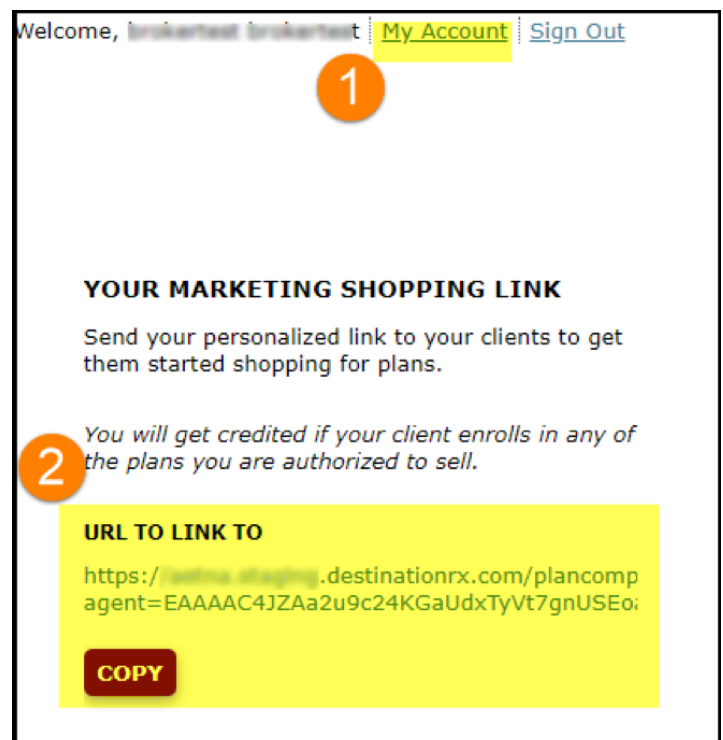 Welcome, t My Account Sign Out
1
YOUR MARKETING SHOPPING LINK
Send your personalized link to your clients to get
them started shopping for plans.
You will get credited if your client enrolls in any of
2
the plans you are authorized to sell.
URL TO LINK TO
https:/ .destinationrx.com/plancomp
agent=EAAAAC4JZAa2u9c24KGaUdxTyVt7gnUSEoa
COPY